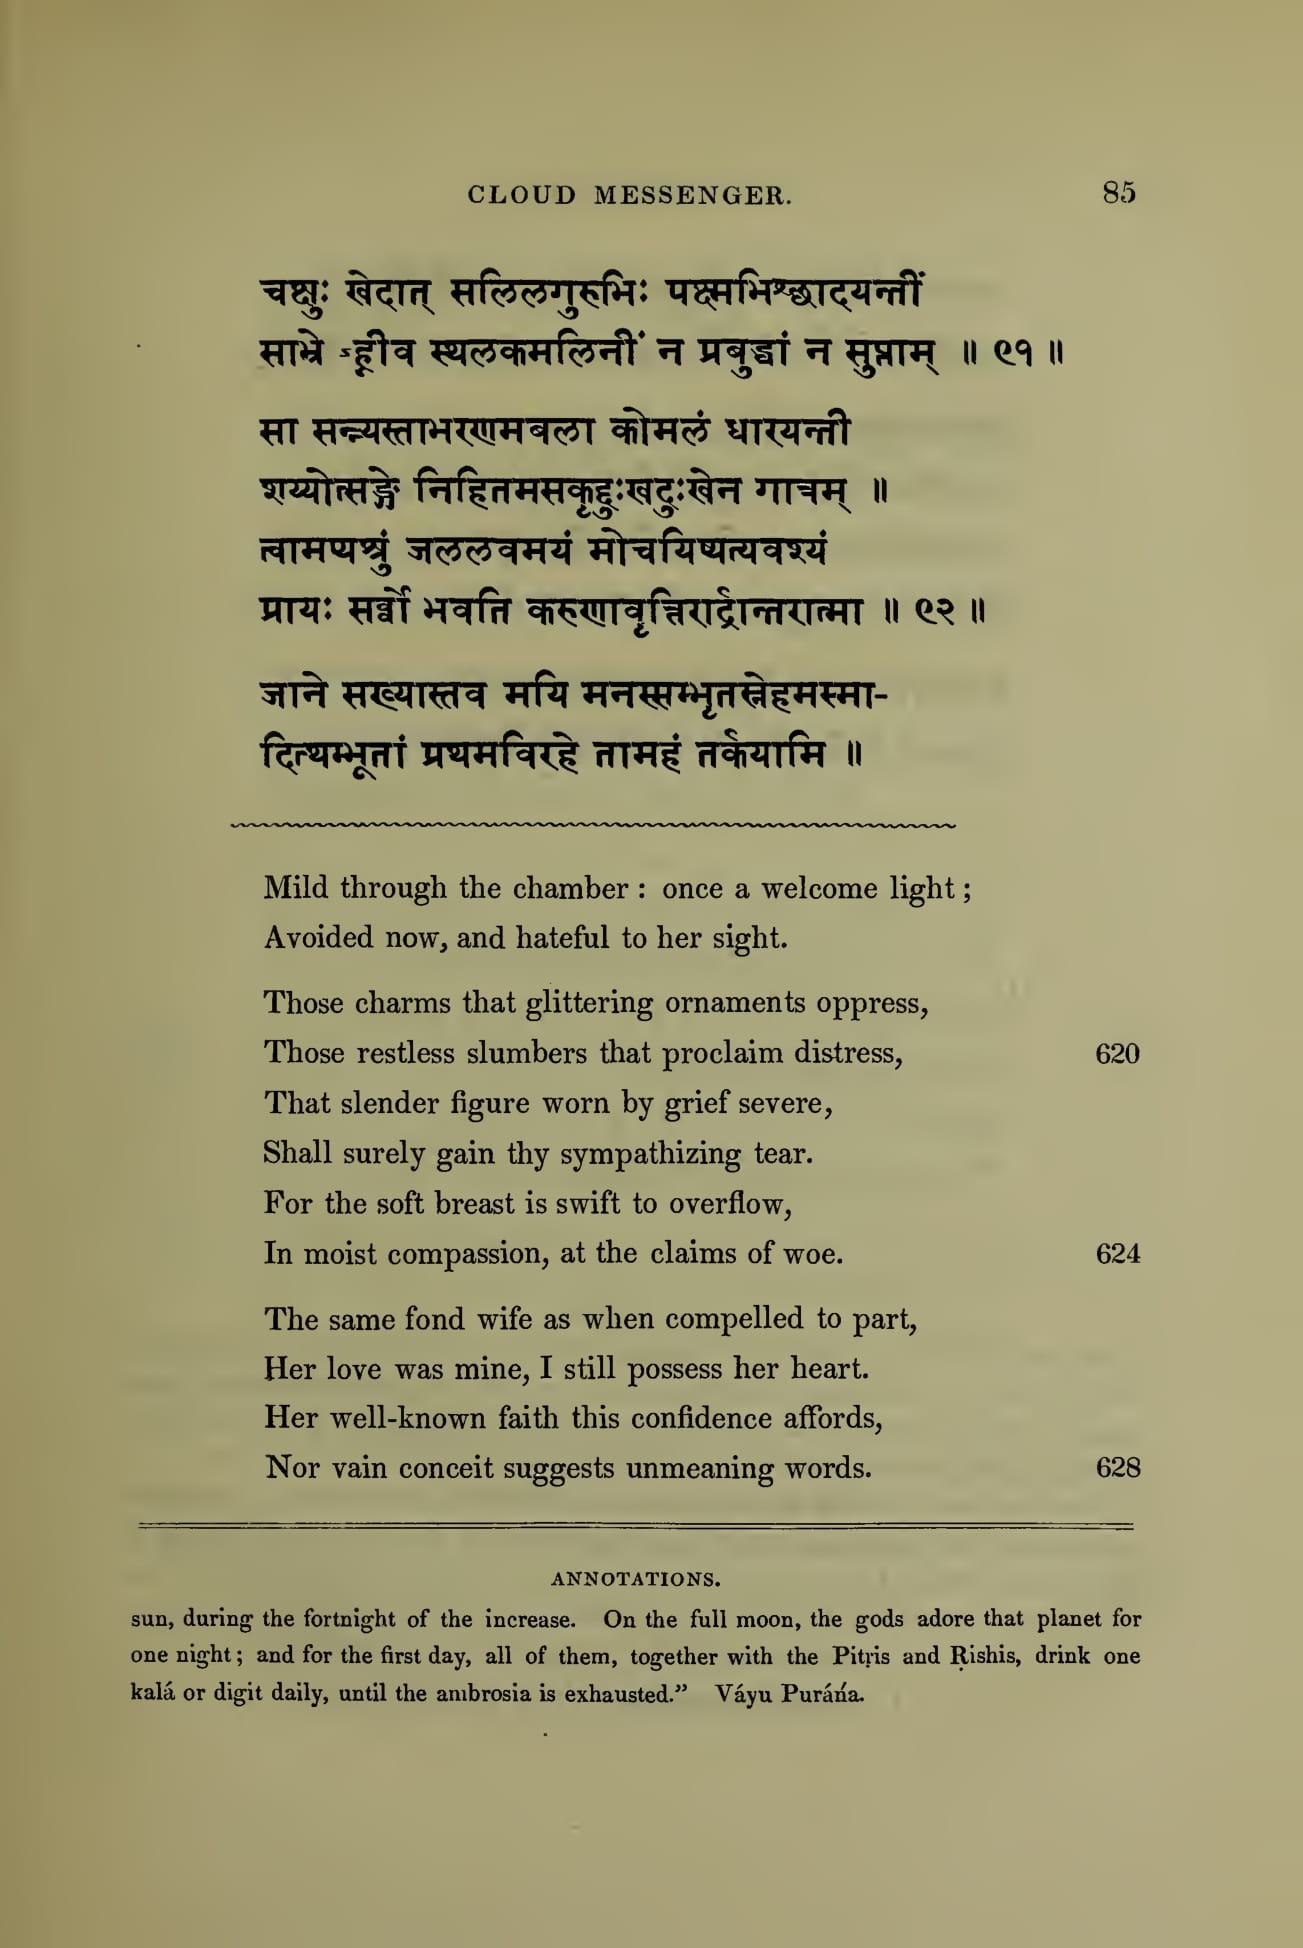 CLOUD MESSENGER. 85
चक्षुः खेदात् सलिलगुरुभिः पक्ष्मभिश्छादयन्तीं
साभ्रे ऽह्नीव स्थलकमलिनीं न प्रबुद्धां न सुप्ताम् ॥ ९१ ॥
सा सन्न्यस्ताभरणमबला कोमलं धारयन्ती
शय्योत्सङ्गे निहितमसकृद्दुःखदुःखेन गात्रम् ॥
त्वामप्यश्रुं जललवमयं मोचयिष्यत्यवश्यं
प्रायः सर्व्वो भवति करुणावृत्तिरार्द्रान्तरात्मा ॥ ९२ ॥
जाने सख्यास्तव मयि मनस्सम्भृतस्नेहमस्मा-
दित्थम्भूतां प्रथमविरहे तामहं तर्कयामि ॥
Mild through the chamber : once a welcome light ;
Avoided now, and hateful to her sight.
Those charms that glittering ornaments oppress,
Those restless slumbers that proclaim distress, 620
That slender figure worn by grief severe,
Shall surely gain thy sympathizing tear.
For the soft breast is swift to overflow,
In moist compassion, at the claims of woe. 624
The same fond wife as when compelled to part,
Her love was mine, I still possess her heart.
Her well-known faith this confidence affords,
Nor vain conceit suggests unmeaning words. 628
ANNOTATIONS.
sun, during the fortnight of the increase. On the full moon, the gods adore that planet for
one night ; and for the first day, all of them, together with the Pitṛis and Ṛishis, drink one
kalá or digit daily, until the ambrosia is exhausted.” Váyu Puráńa.